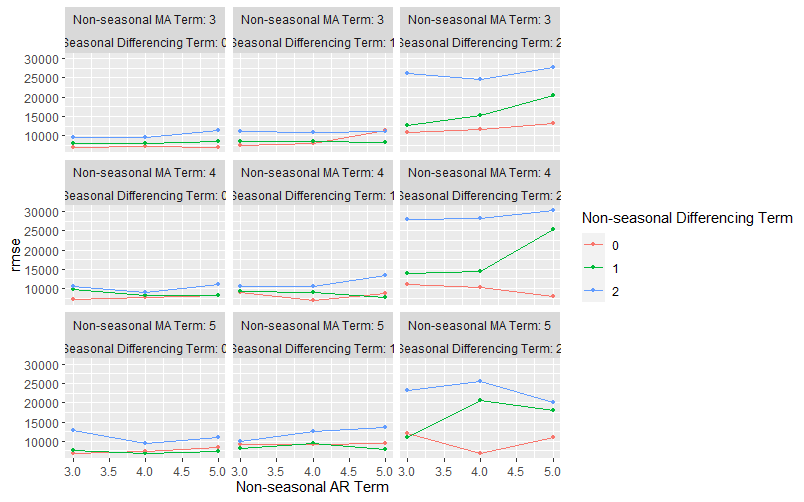 Non-seasonal MA Term: 3
Non-seasonal MA Term: 3
Non-seasonal MA Term: 3
Seasonal Differencing Term: 0
Seasonal Differencing Term: 1
Seasonal Differencing Term: 2
30000
25000
20000
15000
10000
Non-seasonal MA Term: 4
Non-seasonal MA Term: 4
Non-seasonal MA Term: 4
Seasonal Differencing Term: 0
Seasonal Differencing Term: 1
Seasonal Differencing Term: 2
30000
25000
20000
15000
10000
rmse
Non-seasonal MA Term: 5
Non-seasonal MA Term: 5
Non-seasonal MA Term: 5
Seasonal Differencing Term: 0
Seasonal Differencing Term: 1
Seasonal Differencing Term: 2
30000
25000
20000
15000
10000
3.0 3.5 4.0 4.5 5.0
3.0 3.5 4.0 4.5 5.0
3.0 3.5 4.0 4.5 5.0
Non-seasonal AR Term
Non-seasonal Differencing Term
0
1
2